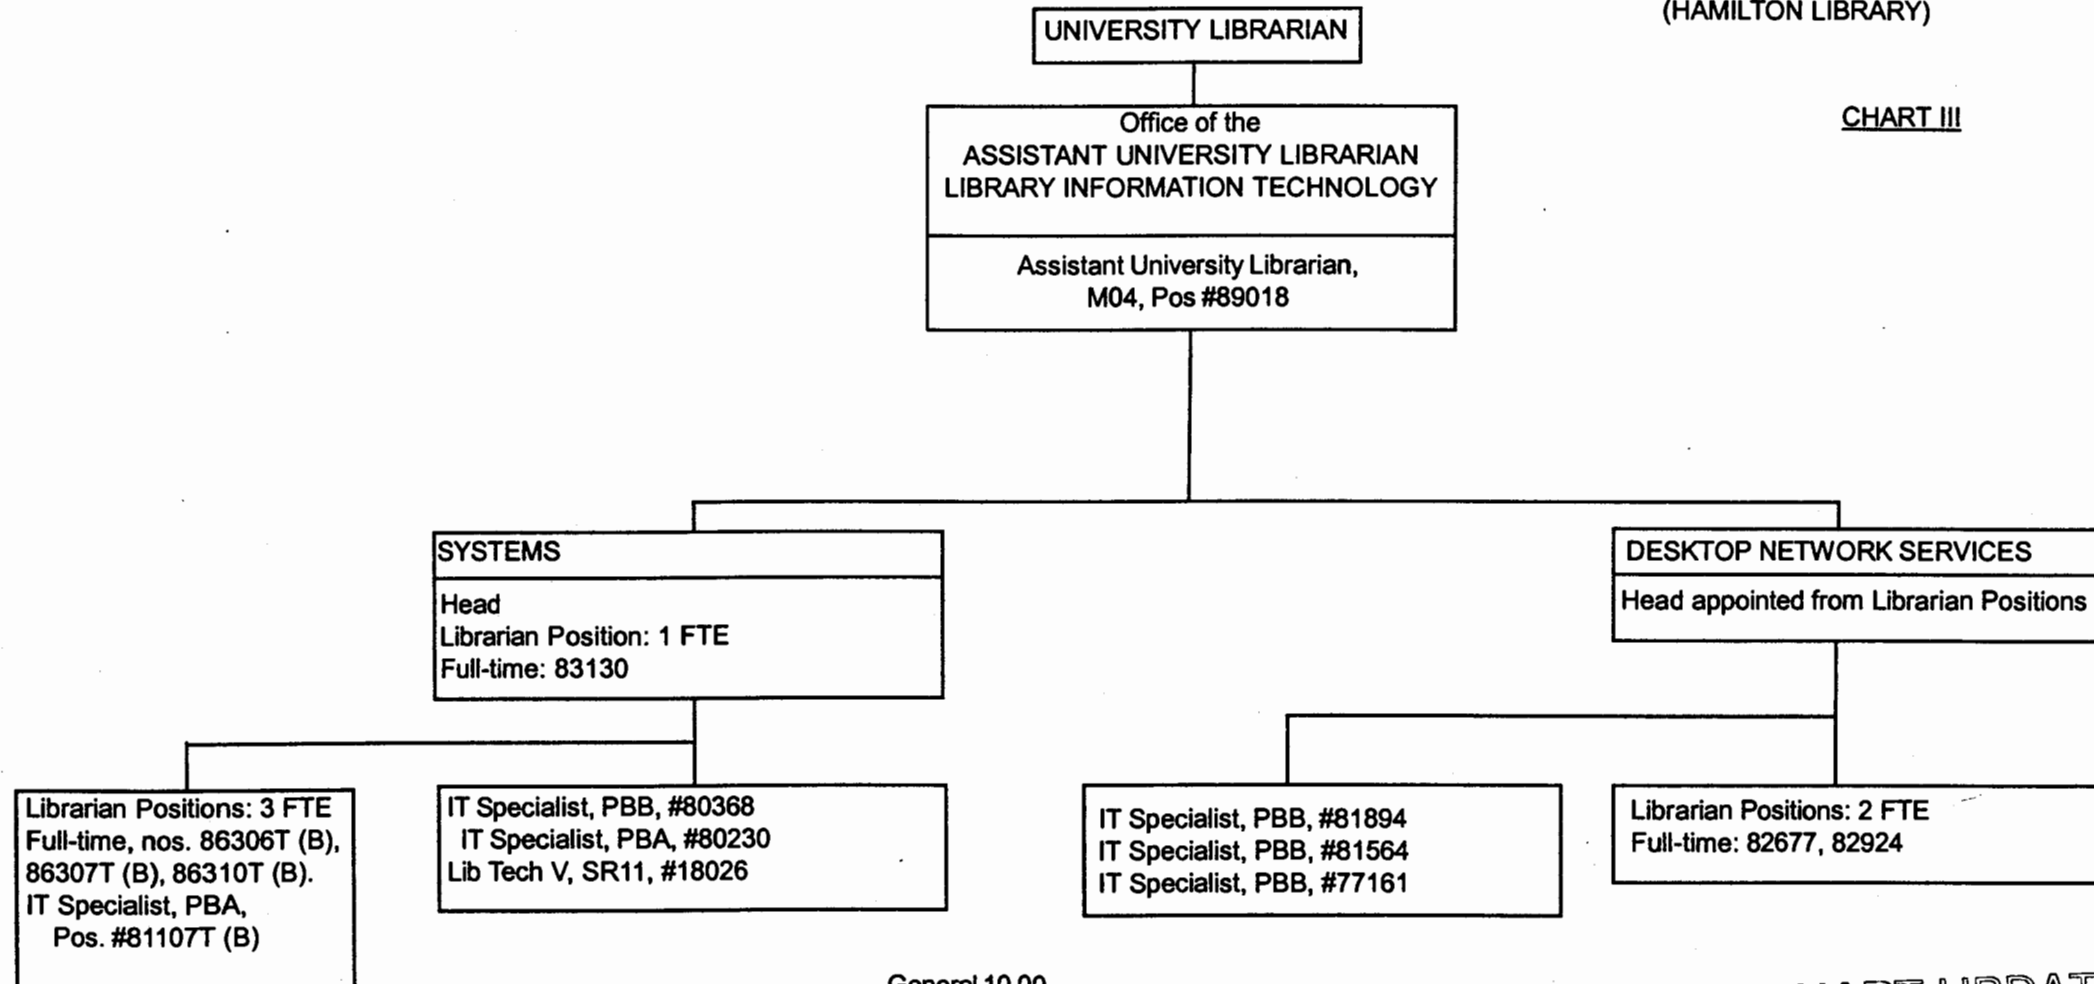 (HAMILTON LIBRARY)
UNIVERSITY LIBRARIAN
CHART III
Office of the
ASSISTANT UNIVERSITY LIBRARIAN
LIBRARY INFORMATION TECHNOLOGY
Assistant University Librarian,
M04, Pos #89018
SYSTEMS
Head
Librarian Position: 1 FTE
Full-time: 83130
DESKTOP NETWORK SERVICES
Head appointed from Librarian Positions
Librarian Positions: 3 FTE
Full-time, nos. 86306T (B),
86307T (B), 86310T (B).
IT Specialist, PBA,
Pos. #81107T (B)
IT Specialist, PBB, #80368
IT Specialist, PBA, #80230
Lib Tech V, SR11, #18026
IT Specialist, PBB, #81894
IT Specialist, PBB, #81564
IT Specialist, PBB, #77161
Librarian Positions: 2 FTE
Full-time: 82677, 82924
General 10.00